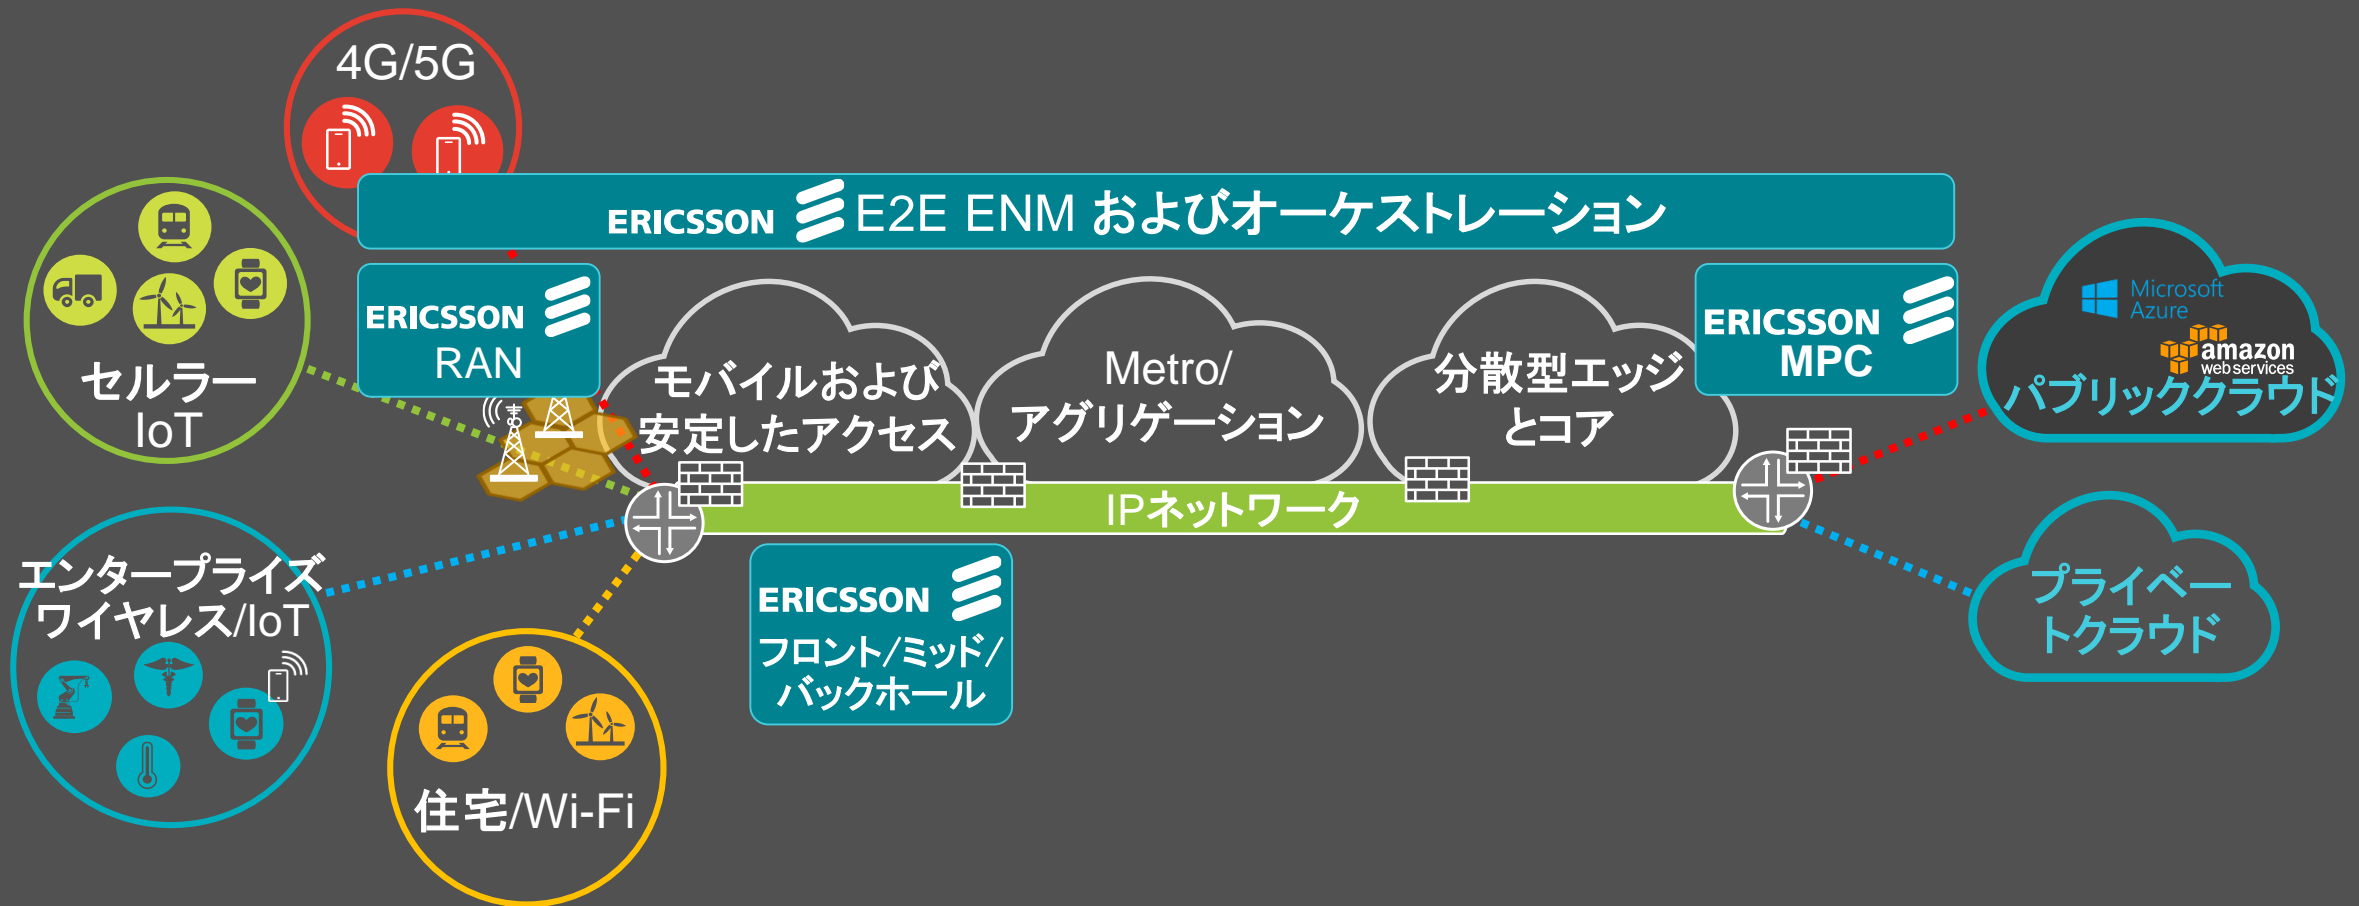 4G/5G
ERICSSON E2E ENM およびオーケストレーション
セルラー
IoT
ERICSSON
RAN
モバイルおよび
安定したアクセス
Metro/
アグリゲーション
分散型エッジ
とコア
ERICSSON
MPC
Microsoft
Azure
amazon
web services
パブリッククラウド
IPネットワーク
エンタープライズ
ワイヤレス/IoT
ERICSSON
フロント/ミッド/
バックホール
プライベー
トクラウド
住宅/Wi-Fi